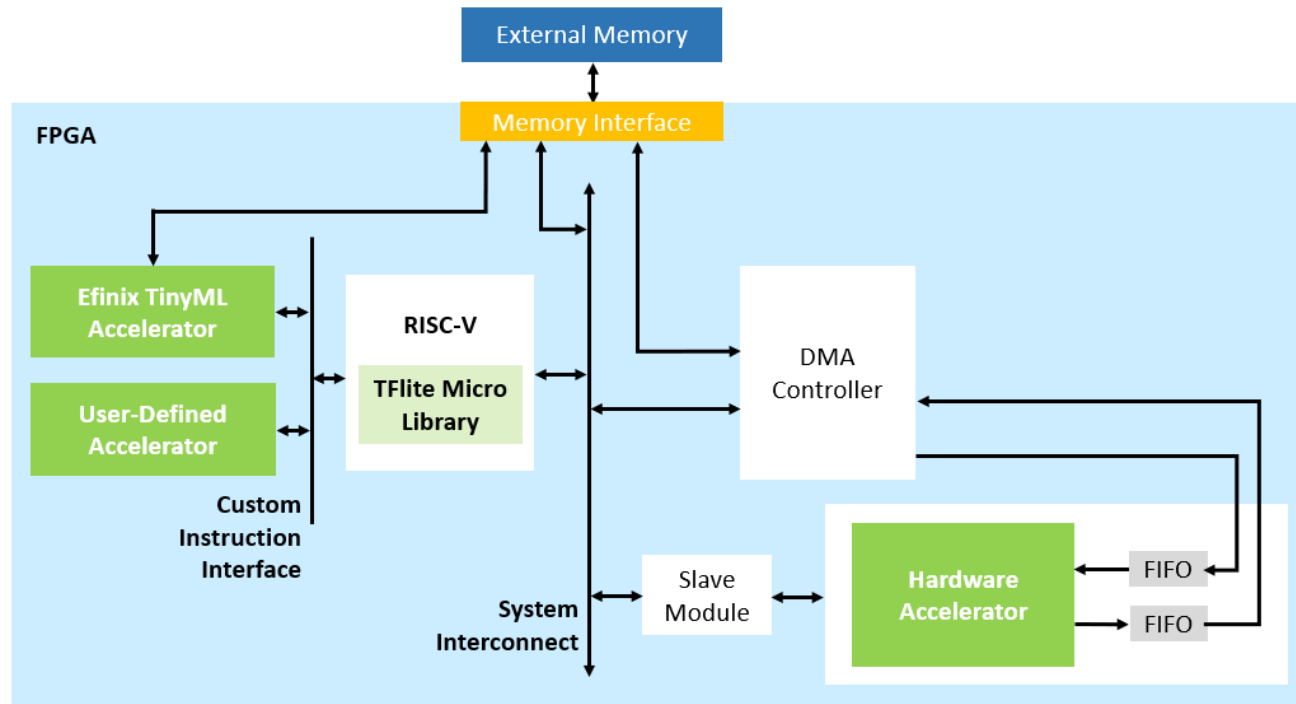 External Memory
Memory Interface
FPGA
Efinix TinyML
Accelerator
User-Defined
Accelerator
Custom
Instruction
Interface
RISC-V
TFlite Micro
Library
System
Interconnect
DMA
Controller
Slave
Module
Hardware
Accelerator
FIFO
FIFO